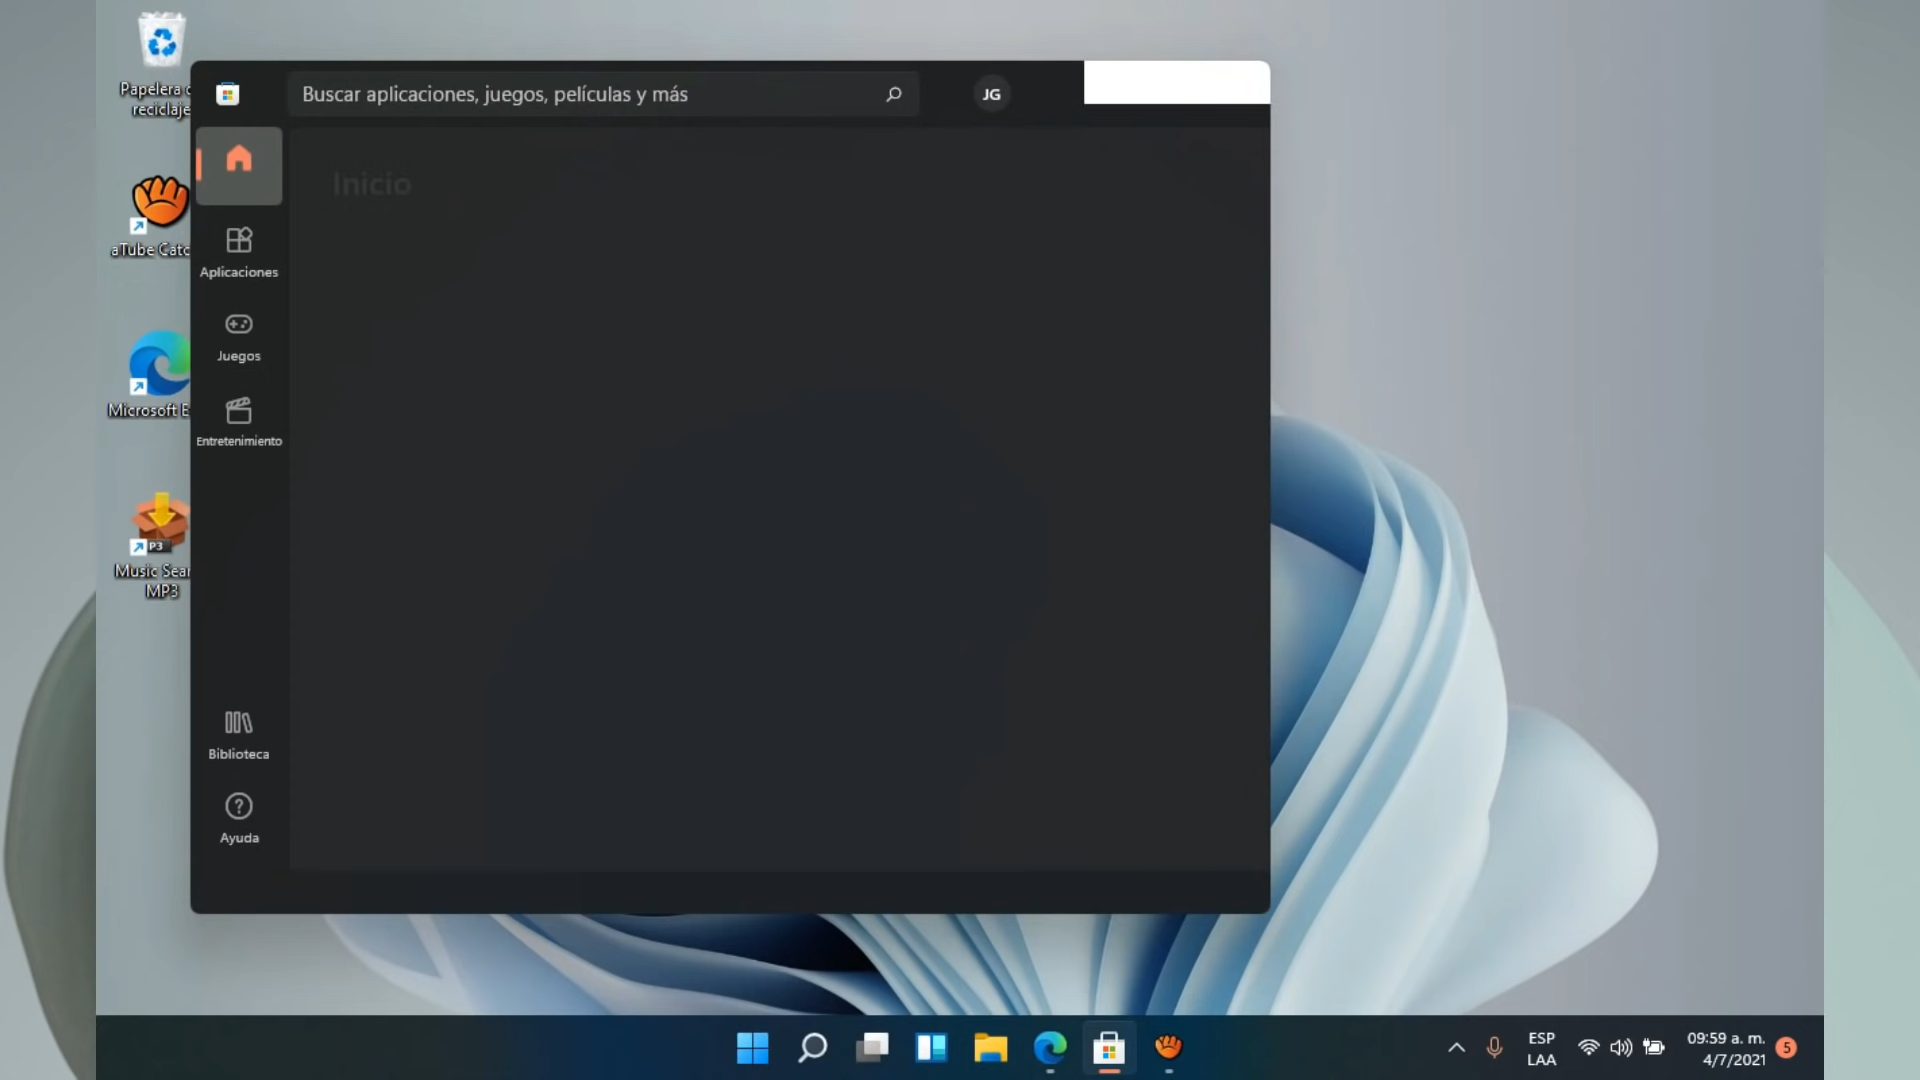 Papelera
reciclaje
aTube Catc
Microsoft E
P3
Music Sear
MP3
Buscar aplicaciones, juegos, películas y más
JG
Inicio
Aplicaciones
Juegos
Entretenimiento
Biblioteca
Ayuda
ESP
LAA
09:59 a. m.
4/7/2021
5